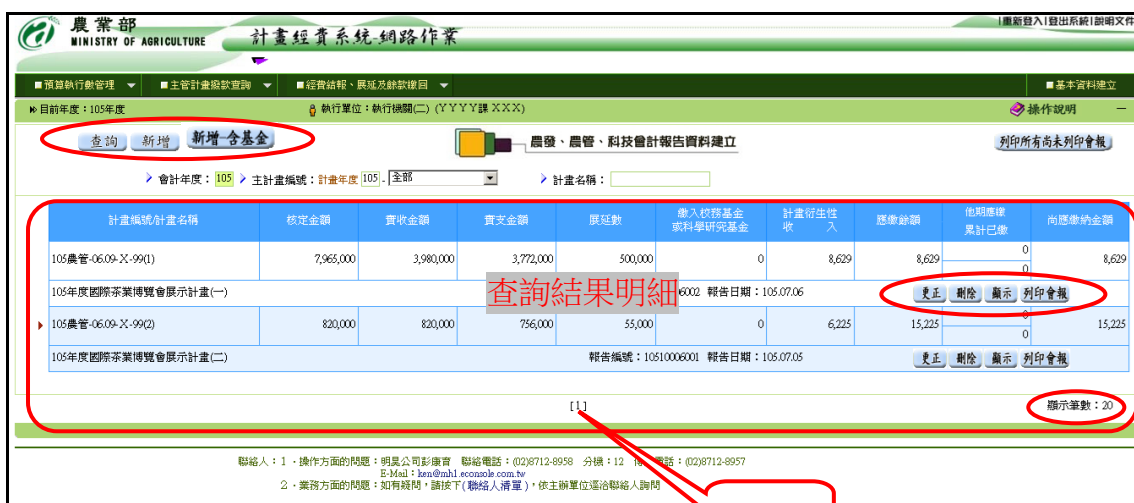 |重新登入|登出系統|說明文件
農業部
MINISTRY OF AGRICULTURE
計畫經費系統-網路作業
■預算執行數管理 ▼ ■主管計畫撥款查詢 ▼ ■經費結報、展延及餘款繳回 ▼ ■基本資料建立
目前年度：105年度 執行單位：執行機關(二) (YYYY課XXX) 操作說明 －
查詢 新增 新增-含基金 農發、農管、科技會計報告資料建立 列印所有尚未列印會報
會計年度：105 主計畫編號：計畫年度 105 - 全部 計畫名稱：
計畫編號/計畫名稱 核定金額 實收金額 實支金額 展延數 繳入校務基金或科學研究基金 計畫衍生性收入 應繳餘額 他期應繳 累計已繳 尚應繳納金額
105農管-06.09-X-99(1) 7,965,000 3,980,000 3,772,000 500,000 0 8,629 8,629 0 0 8,629
105年度國際茶業博覽會展示計畫(一) 查詢結果明細 6002 報告日期：105.07.06 更正 刪除 顯示 列印會報
105農管-06.09-X-99(2) 820,000 820,000 756,000 55,000 0 6,225 15,225 0 0 15,225
105年度國際茶業博覽會展示計畫(二) 報告編號：10510006001 報告日期：105.07.05 更正 刪除 顯示 列印會報
[1] 顯示筆數：20
聯絡人：1．操作方面的問題：明昊公司彭康育 聯絡電話：(02)8712-8958 分機：12 電話：(02)8712-8957
E-Mail：ken@mh1.econsole.com.tw
2．業務方面的問題：如有疑問，請按下(聯絡人清單)，依主辦單位逕洽聯絡人詢問